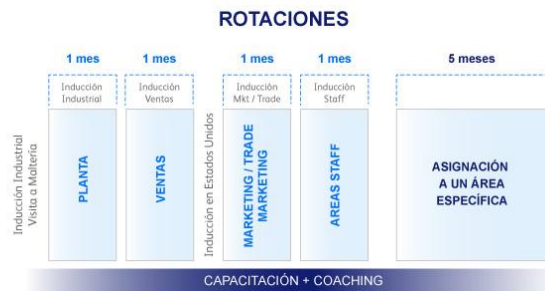 ROTACIONES
1 mes
1 mes
1 mes
1 mes
5 meses
Inducción
Industrial
Inducción
Ventas
Inducción
Mkt / Trade
Inducción
Staff
Inducción Industrial
Visita a Maltería
PLANTA
VENTAS
Inducción en Estados Unidos
MARKETING / TRADE
MARKETING
AREAS STAFF
ASIGNACIÓN
A UN ÁREA
ESPECÍFICA
CAPACITACIÓN + COACHING